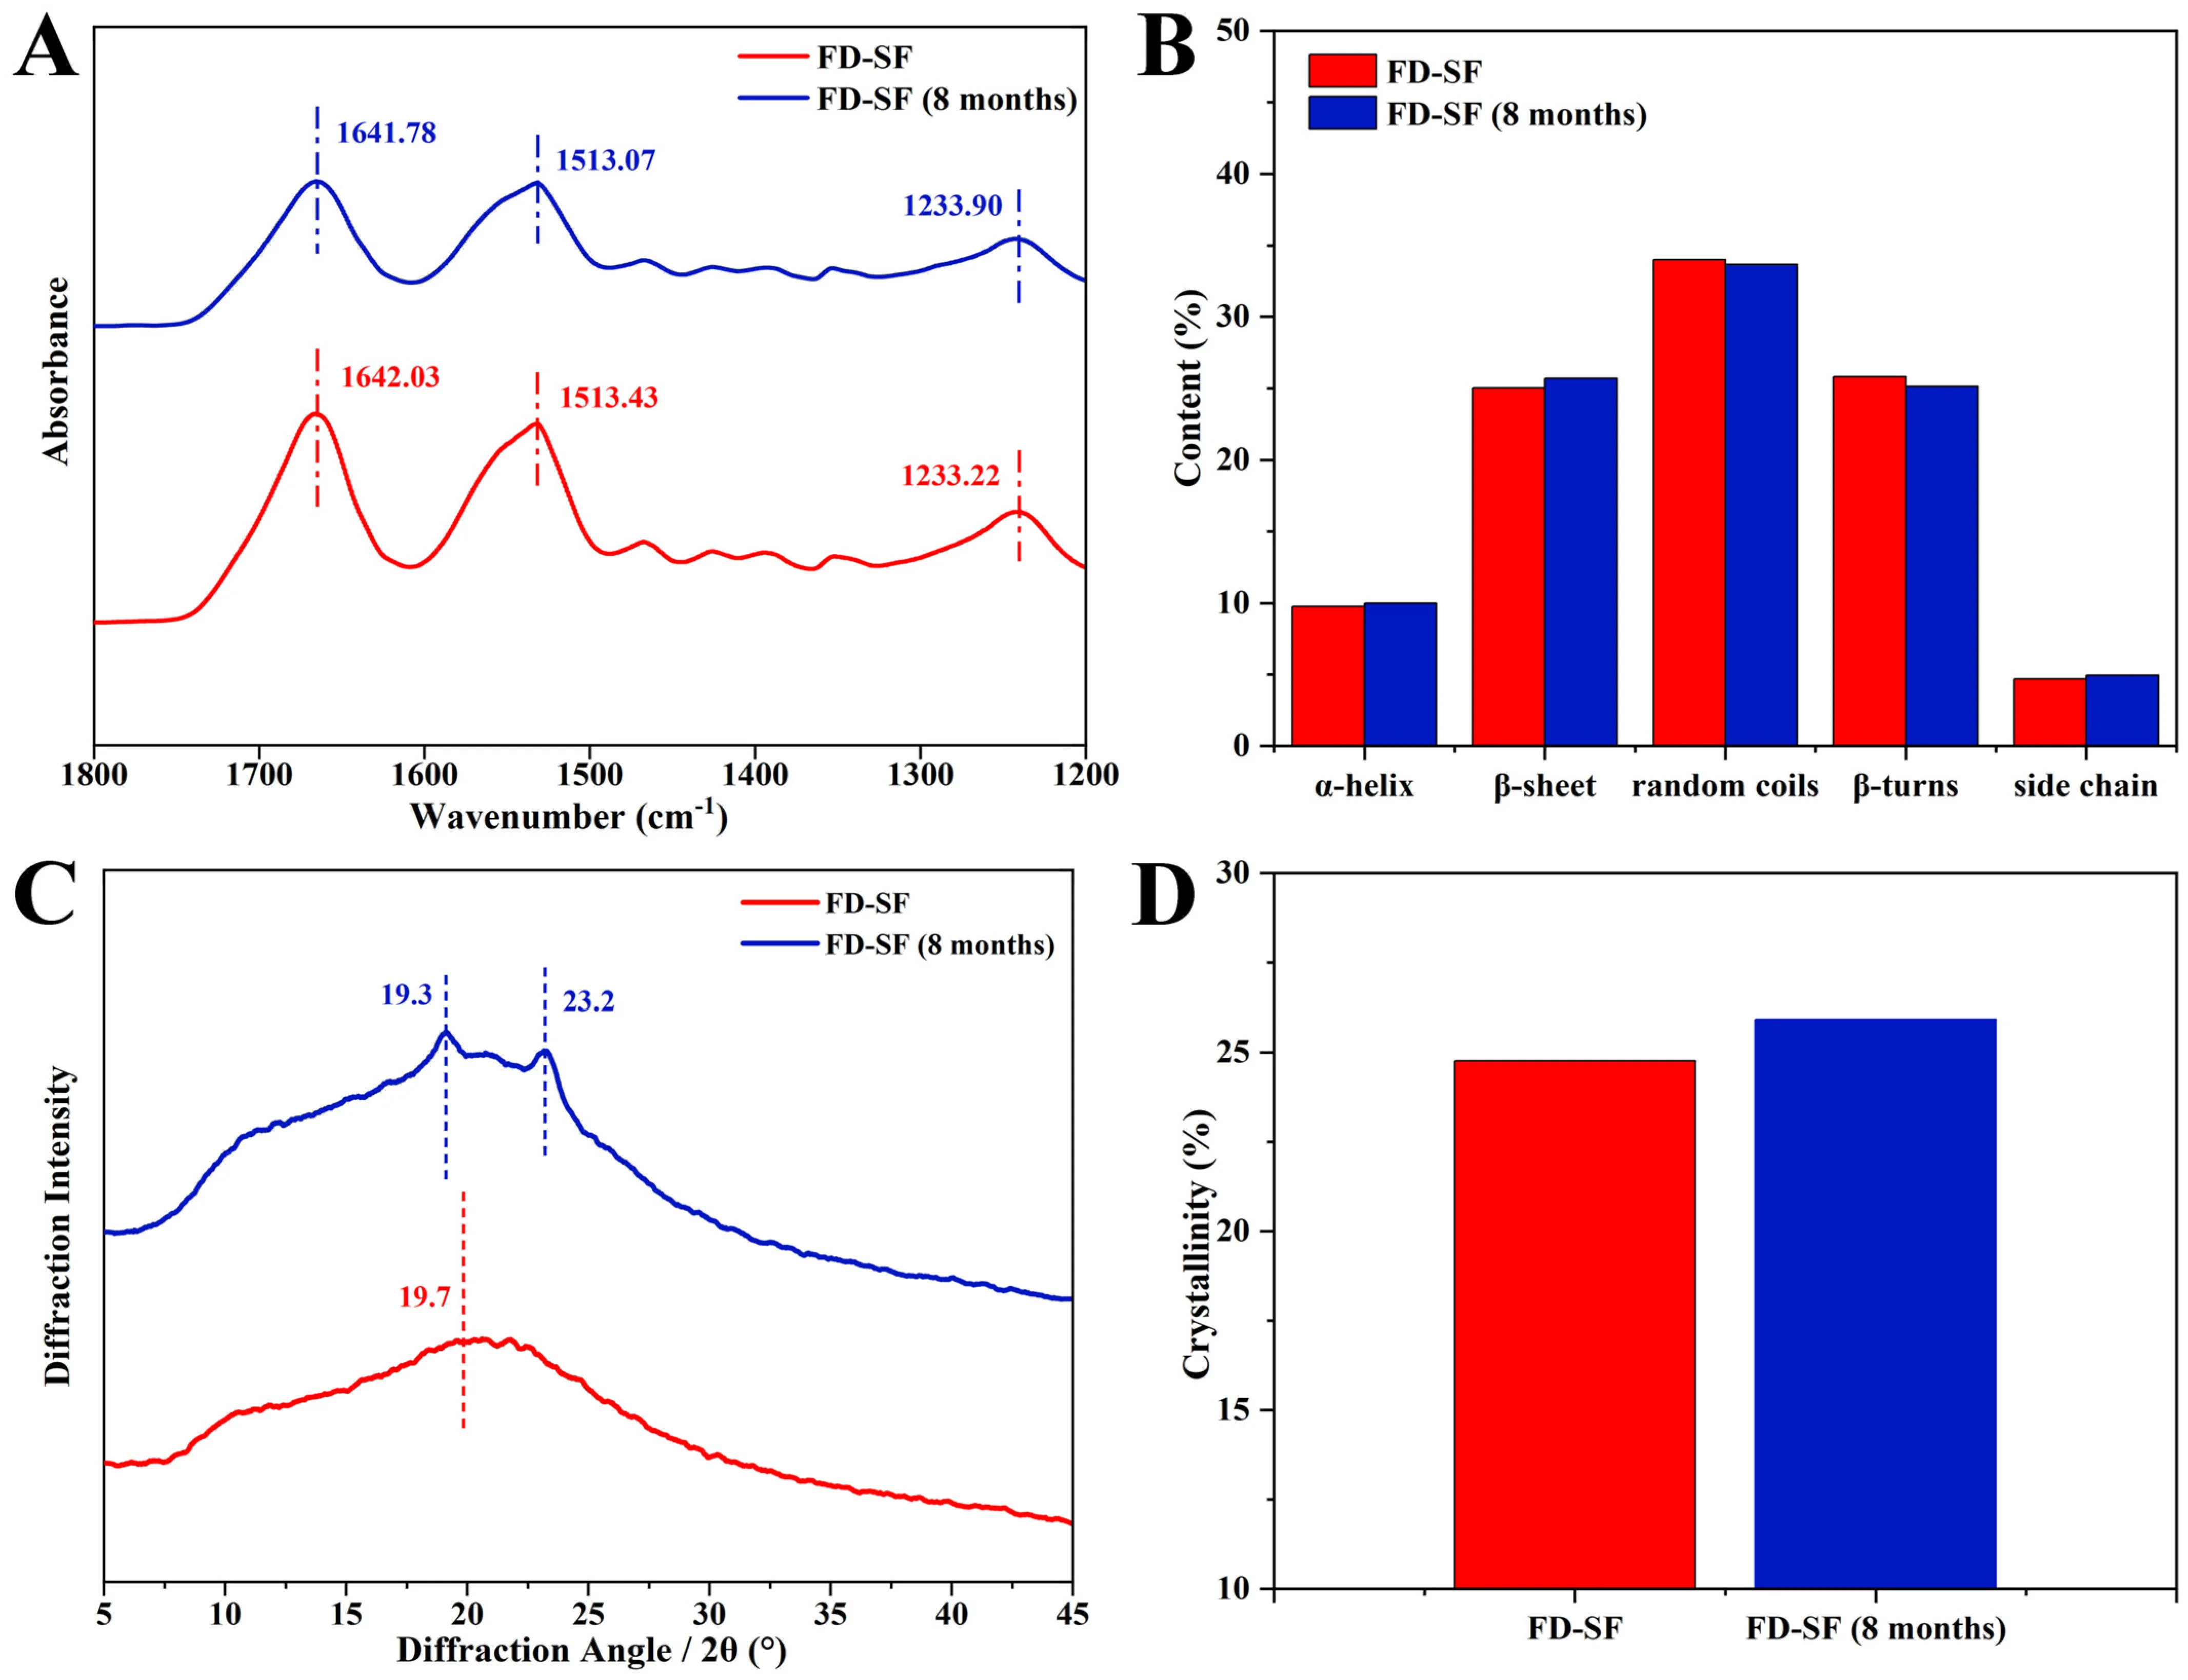 A
FD-SF
FD-SF (8 months)
1641.78
1513.07
1233.90
1642.03
1513.43
1233.22
Absorbance
1800 1700 1600 1500 1400 1300 1200
Wavenumber (cm⁻¹)
B
FD-SF
FD-SF (8 months)
50
40
30
20
10
0
Content (%)
α-helix β-sheet random coils β-turns side chain
C
FD-SF
FD-SF (8 months)
19.3
23.2
19.7
Diffraction Intensity
5 10 15 20 25 30 35 40 45
Diffraction Angle / 2θ (°)
D
30
25
20
15
10
Crystallinity (%)
FD-SF FD-SF (8 months)